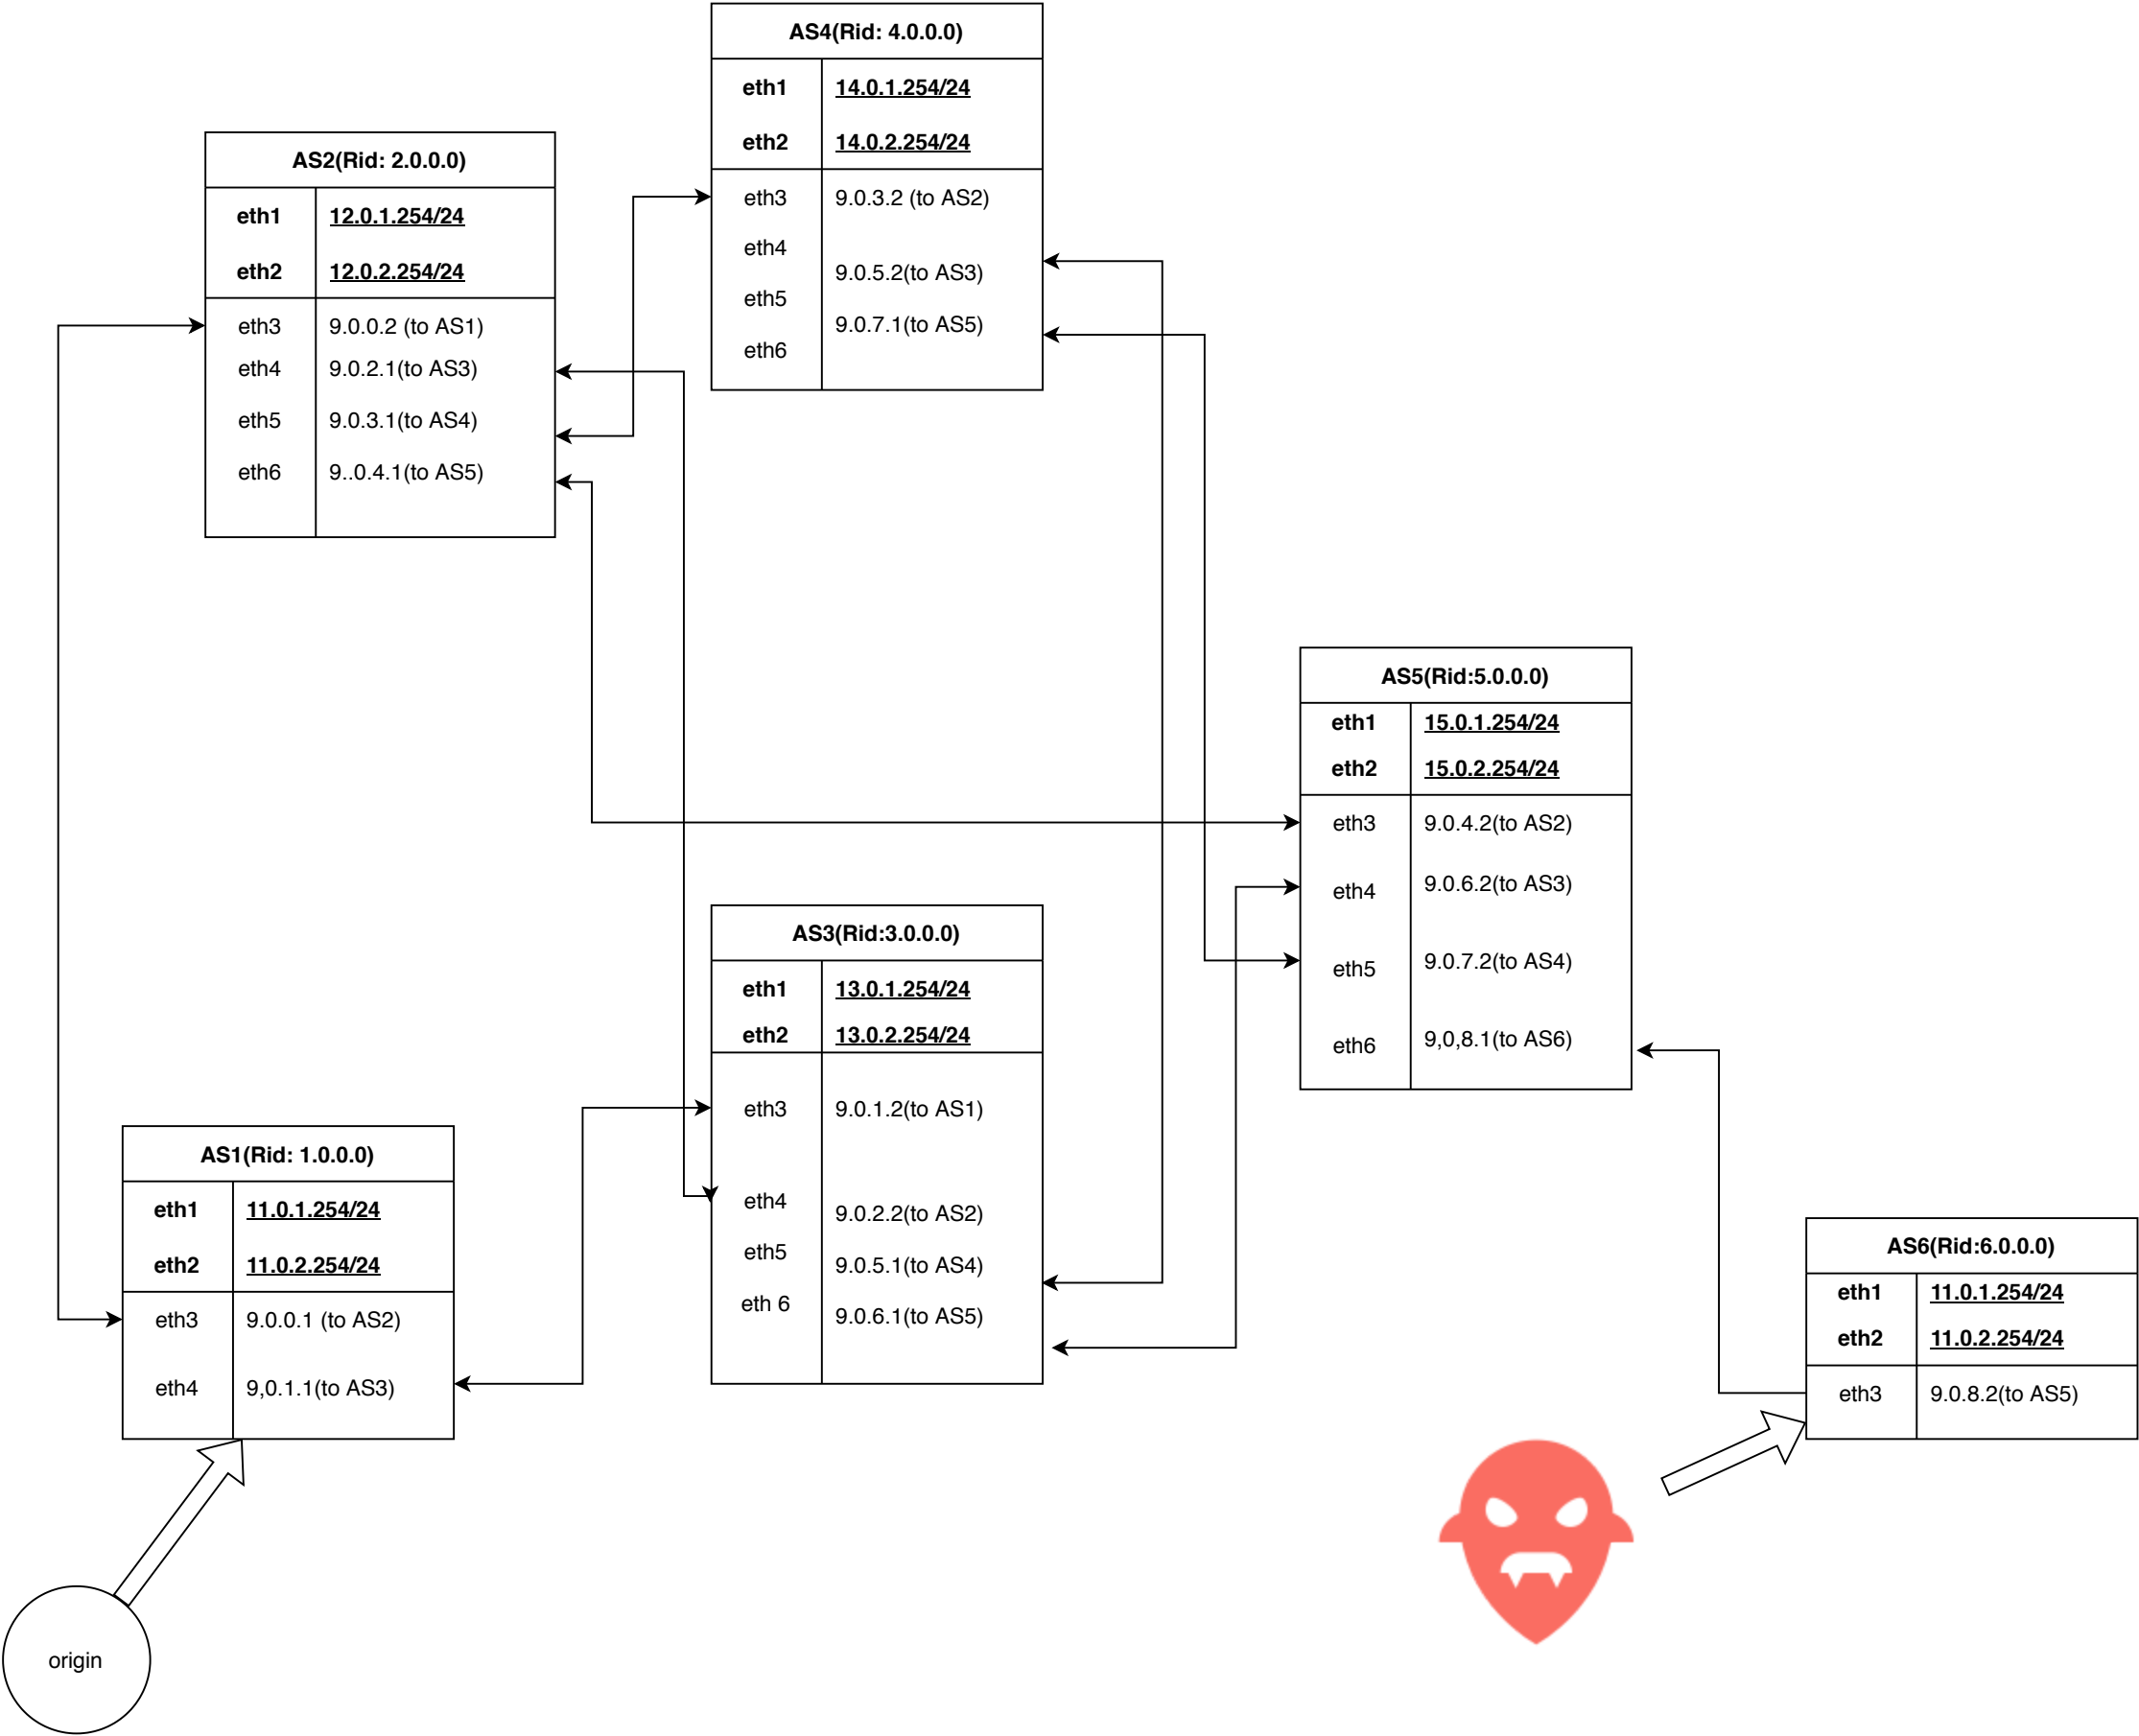 AS4(Rid: 4.0.0.0)
eth1 14.0.1.254/24
eth2 14.0.2.254/24
eth3 9.0.3.2 (to AS2)
eth4
9.0.5.2(to AS3)
eth5
9.0.7.1(to AS5)
eth6
AS2(Rid: 2.0.0.0)
eth1 12.0.1.254/24
eth2 12.0.2.254/24
eth3 9.0.0.2 (to AS1)
eth4 9.0.2.1(to AS3)
eth5 9.0.3.1(to AS4)
eth6 9..0.4.1(to AS5)
AS5(Rid:5.0.0.0)
eth1 15.0.1.254/24
eth2 15.0.2.254/24
eth3 9.0.4.2(to AS2)
eth4 9.0.6.2(to AS3)
eth5 9.0.7.2(to AS4)
eth6 9,0,8.1(to AS6)
AS3(Rid:3.0.0.0)
eth1 13.0.1.254/24
eth2 13.0.2.254/24
eth3 9.0.1.2(to AS1)
eth4 9.0.2.2(to AS2)
eth5 9.0.5.1(to AS4)
eth 6 9.0.6.1(to AS5)
AS1(Rid: 1.0.0.0)
eth1 11.0.1.254/24
eth2 11.0.2.254/24
eth3 9.0.0.1 (to AS2)
eth4 9,0.1.1(to AS3)
AS6(Rid:6.0.0.0)
eth1 11.0.1.254/24
eth2 11.0.2.254/24
eth3 9.0.8.2(to AS5)
origin